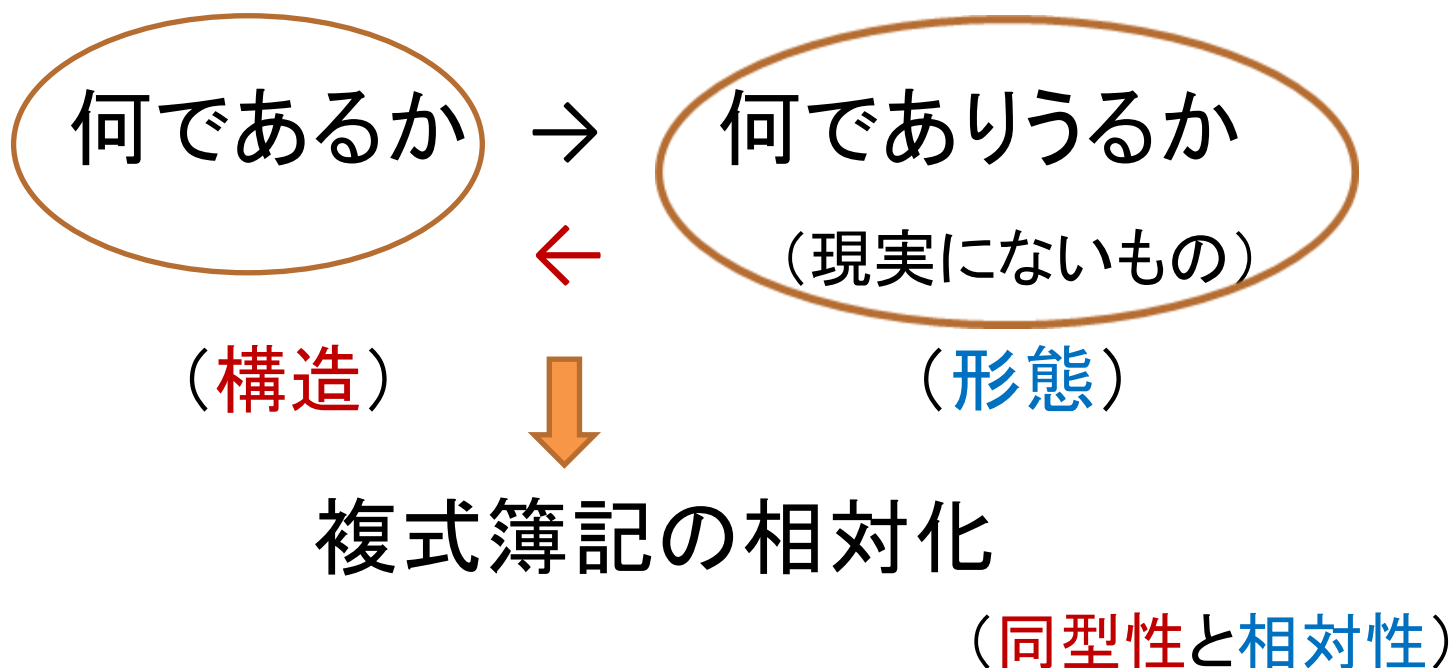 何であるか → 何でありうるか
← （現実にないもの）
（構造） （形態）
複式簿記の相対化
（同型性と相対性）